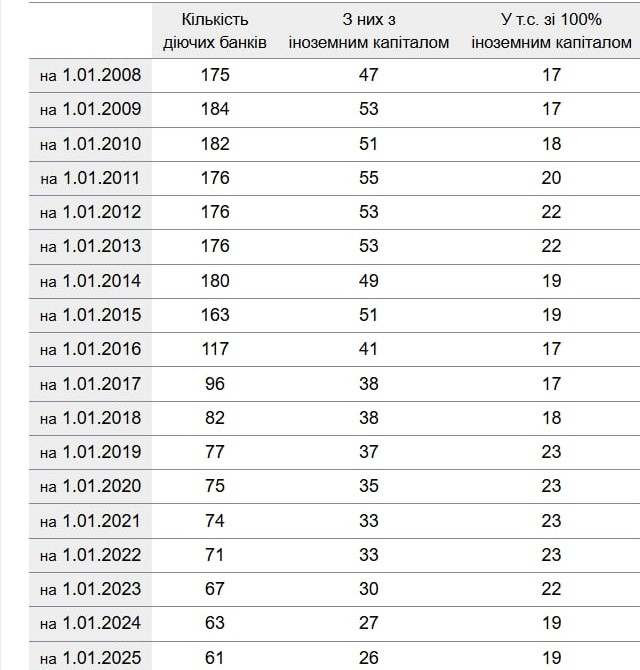 Кількість діючих банків З них з іноземним капіталом У т.с. зі 100% іноземним капіталом
на 1.01.2008 175 47 17
на 1.01.2009 184 53 17
на 1.01.2010 182 51 18
на 1.01.2011 176 55 20
на 1.01.2012 176 53 22
на 1.01.2013 176 53 22
на 1.01.2014 180 49 19
на 1.01.2015 163 51 19
на 1.01.2016 117 41 17
на 1.01.2017 96 38 17
на 1.01.2018 82 38 18
на 1.01.2019 77 37 23
на 1.01.2020 75 35 23
на 1.01.2021 74 33 23
на 1.01.2022 71 33 23
на 1.01.2023 67 30 22
на 1.01.2024 63 27 19
на 1.01.2025 61 26 19